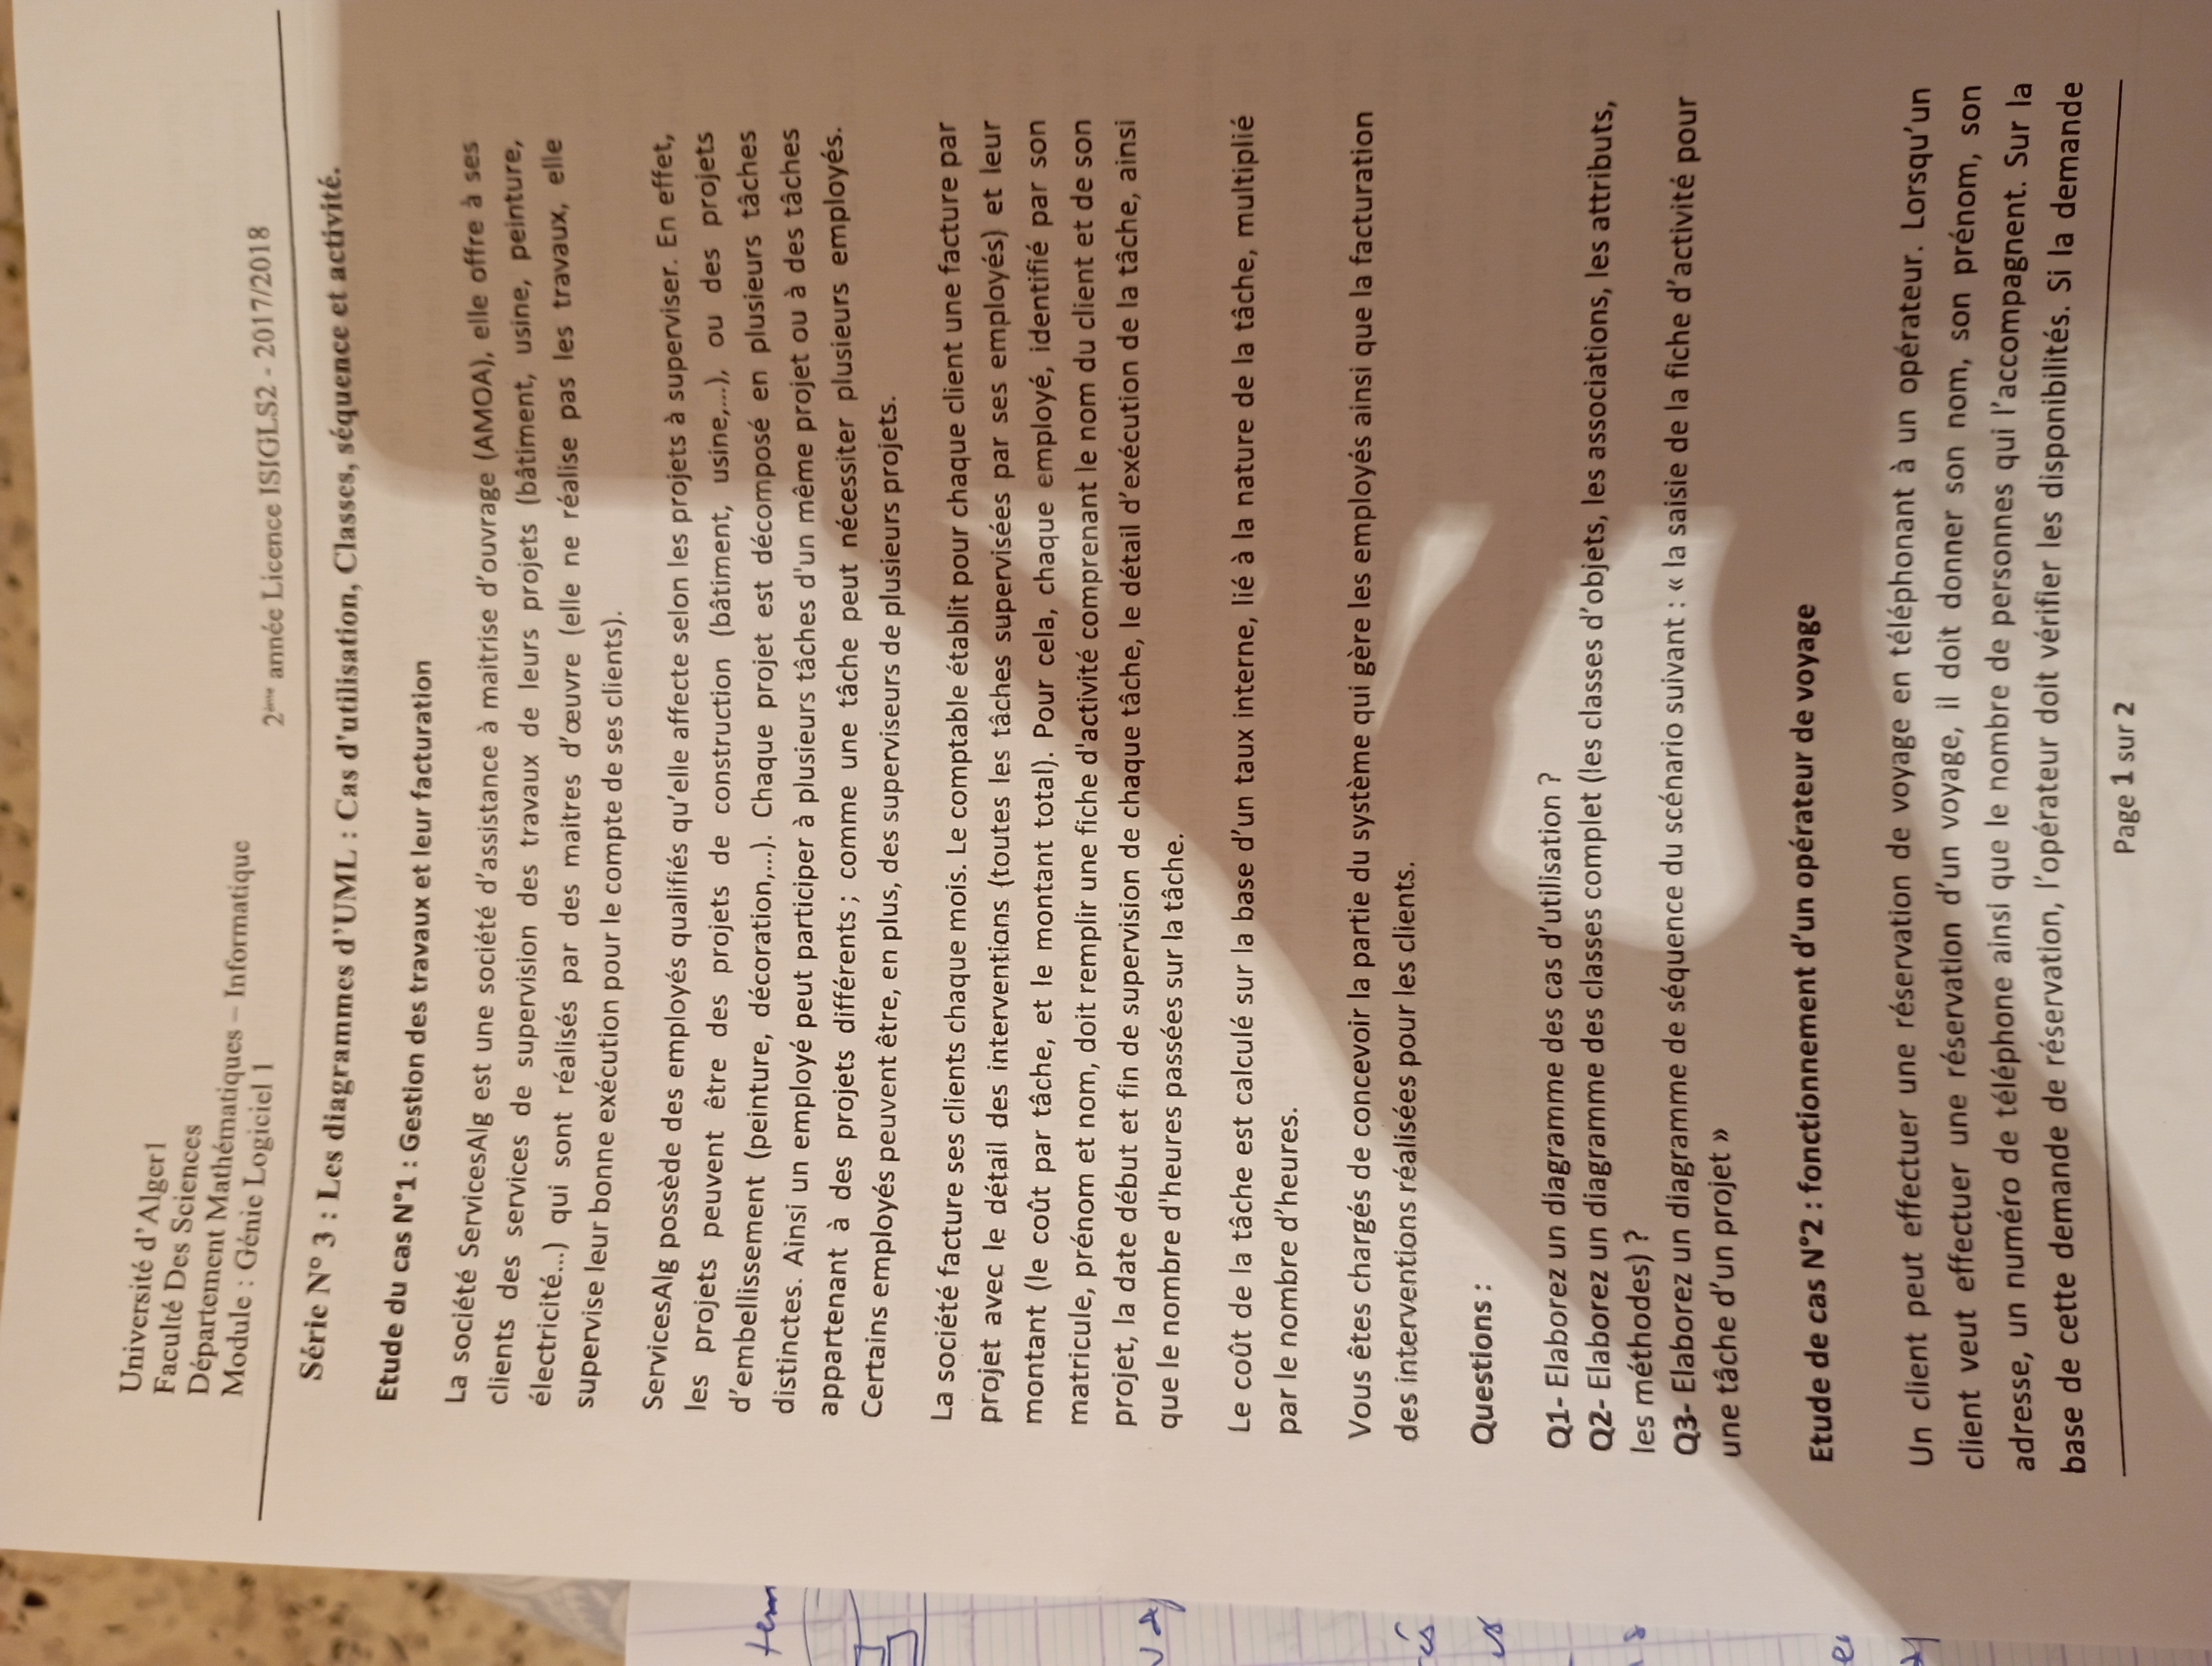 Université d'Alger1
Faculté Des Sciences
Département Mathématiques – Informatique
Module : Génie Logiciel 1
2ème année Licence ISIGLS2 - 2017/2018
Série N° 3 : Les diagrammes d'UML : Cas d'utilisation, Classes, séquence et activité.
Etude du cas N°1 : Gestion des travaux et leur facturation
La société ServicesAlg est une société d'assistance à maitrise d'ouvrage (AMOA), elle offre à ses
clients des services de supervision des travaux de leurs projets (bâtiment, usine, peinture,
électricité...) qui sont réalisés par des maitres d'œuvre (elle ne réalise pas les travaux, elle
supervise leur bonne exécution pour le compte de ses clients).
ServicesAlg possède des employés qualifiés qu'elle affecte selon les projets à superviser. En effet,
les projets peuvent être des projets de construction (bâtiment, usine,...), ou des projets
d'embellissement (peinture, décoration,...). Chaque projet est décomposé en plusieurs tâches
distinctes. Ainsi un employé peut participer à plusieurs tâches d'un même projet ou à des tâches
appartenant à des projets différents ; comme une tâche peut nécessiter plusieurs employés.
Certains employés peuvent être, en plus, des superviseurs de plusieurs projets.
La société facture ses clients chaque mois. Le comptable établit pour chaque client une facture par
projet avec le détail des interventions (toutes les tâches supervisées par ses employés) et leur
montant (le coût par tâche, et le montant total). Pour cela, chaque employé, identifié par son
matricule, prénom et nom, doit remplir une fiche d'activité comprenant le nom du client et de son
projet, la date début et fin de supervision de chaque tâche, le détail d'exécution de la tâche, ainsi
que le nombre d'heures passées sur la tâche.
Le coût de la tâche est calculé sur la base d'un taux interne, lié à la nature de la tâche, multiplié
par le nombre d'heures.
Vous êtes chargés de concevoir la partie du système qui gère les employés ainsi que la facturation
des interventions réalisées pour les clients.
Questions :
Q1- Elaborez un diagramme des cas d'utilisation ?
Q2- Elaborez un diagramme des classes complet (les classes d'objets, les associations, les attributs,
les méthodes) ?
Q3- Elaborez un diagramme de séquence du scénario suivant : « la saisie de la fiche d'activité pour
une tâche d'un projet »
Etude de cas N°2 : fonctionnement d'un opérateur de voyage
Un client peut effectuer une réservation de voyage en téléphonant à un opérateur. Lorsqu'un
client veut effectuer une réservation d'un voyage, il doit donner son nom, son prénom, son
adresse, un numéro de téléphone ainsi que le nombre de personnes qui l'accompagnent. Sur la
base de cette demande de réservation, l'opérateur doit vérifier les disponibilités. Si la demande
Page 1 sur 2